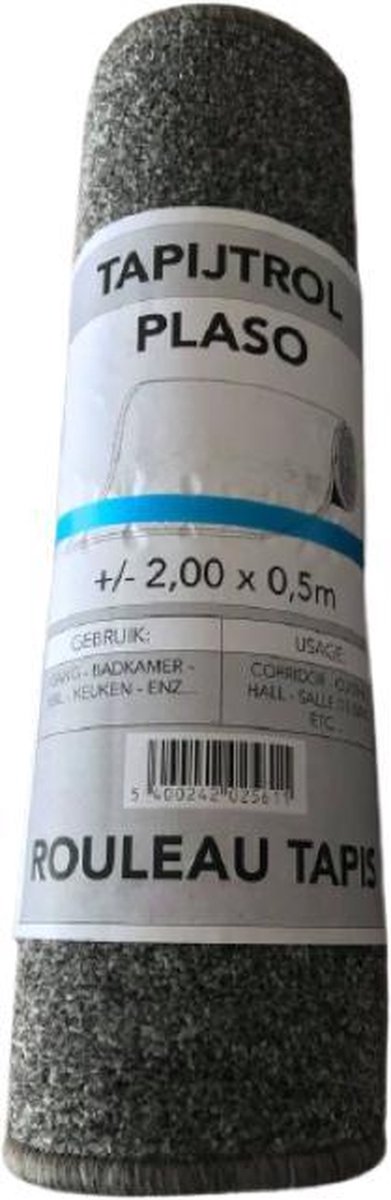 TAPIJTROL
PLASO
+/- 2,00 x 0,5m
GEBRUIK:
- BADKAMER -
- KEUKEN - ENZ...
USAGE
CORRIDOR -
HALL - SALLE
ETC
5 400242 025611
ROULEAU TAPIS